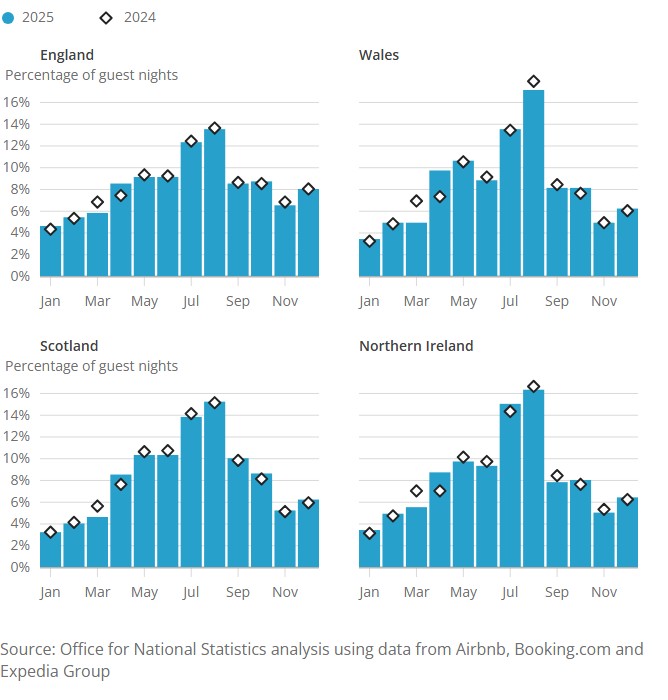 2025 2024
England
Percentage of guest nights
16%
14%
12%
10%
8%
6%
4%
2%
0%
Jan Mar May Jul Sep Nov
Wales
Jan Mar May Jul Sep Nov
Scotland
Percentage of guest nights
16%
14%
12%
10%
8%
6%
4%
2%
0%
Jan Mar May Jul Sep Nov
Northern Ireland
Jan Mar May Jul Sep Nov
Source: Office for National Statistics analysis using data from Airbnb, Booking.com and
Expedia Group